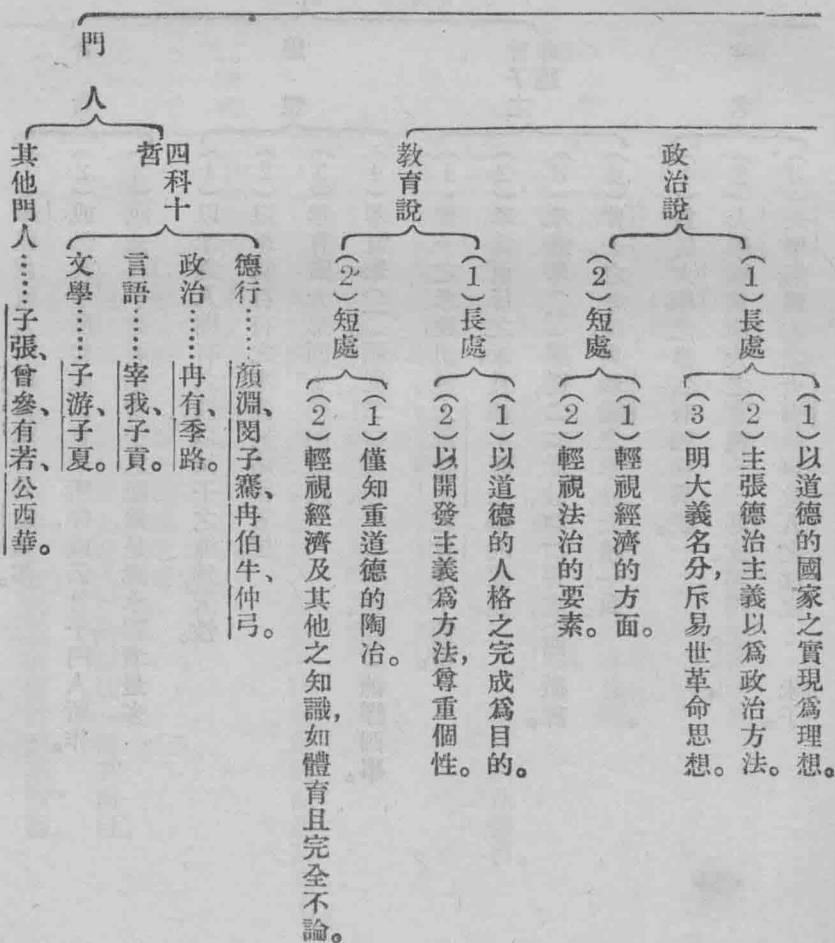 政治說
(1)長處
(1)以道德的國家之實現爲理想。
(2)主張德治主義以爲政治方法。
(3)明大義名分,斥易世革命思想。
(2)短處
(1)輕視經濟的方面。
(2)輕視法治的要素。
教育說
(1)長處
(1)以道德的人格之完成爲目的。
(2)以開發主義爲方法,尊重個性。
(2)短處
(1)僅知重道德的陶冶。
(2)輕視經濟及其他之知識,如體育且完全不論。
門人
四科十
哲
德行……顏淵、閔子騫、冉伯牛、仲弓。
政治……冉有、季路。
言語……宰我、子貢。
文學……子游、子夏。
其他門人……子張、曾參、有若、公西華。